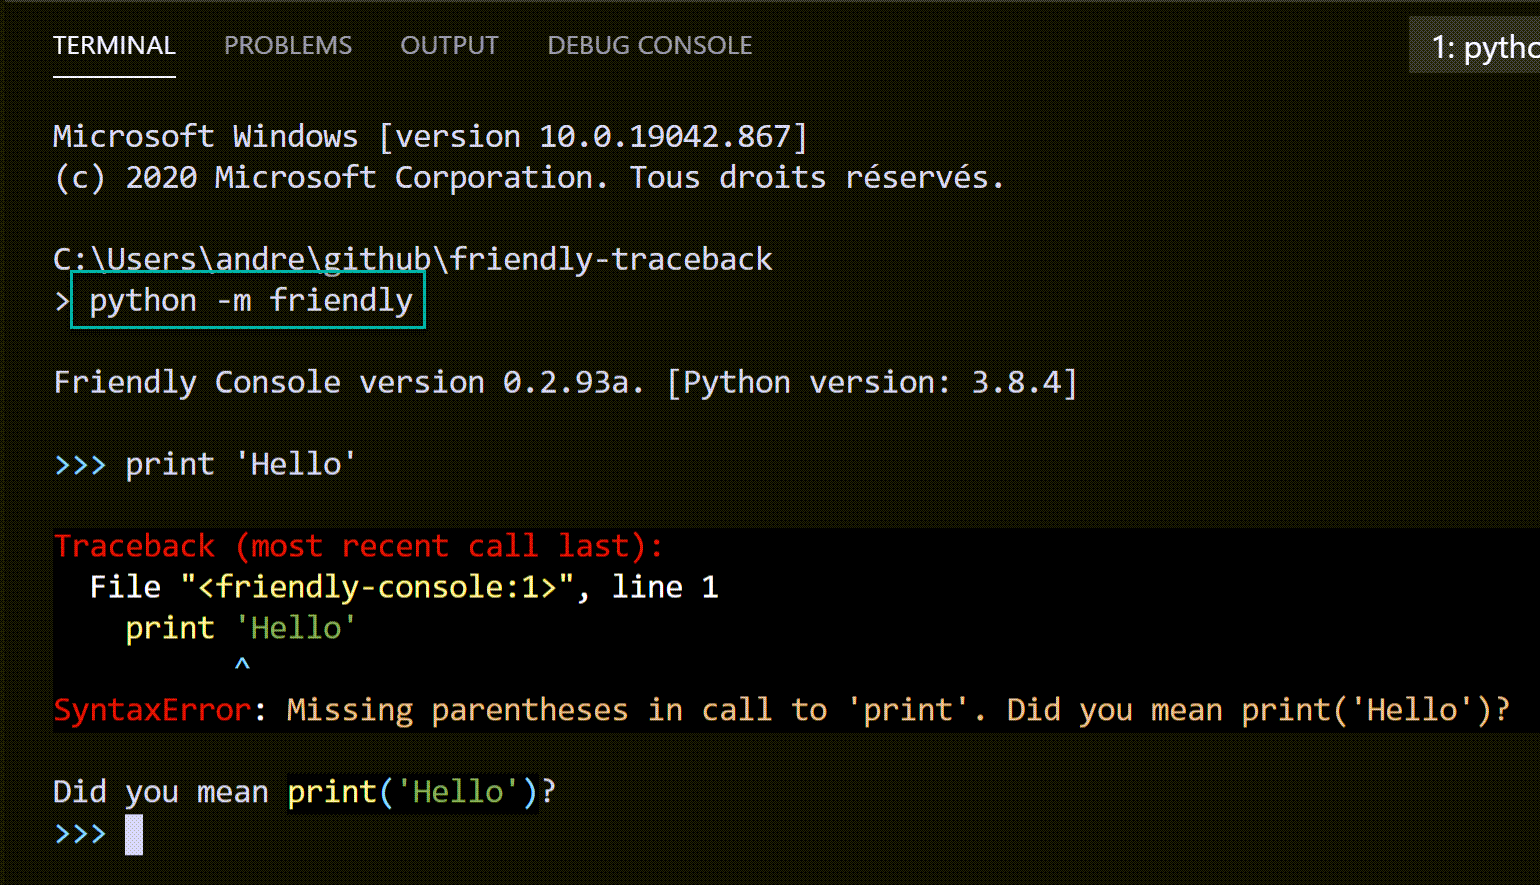 TERMINAL PROBLEMS OUTPUT DEBUG CONSOLE 1: pytho
Microsoft Windows [version 10.0.19042.867]
(c) 2020 Microsoft Corporation. Tous droits réservés.
C:\Users\andre\github\friendly-traceback
> python -m friendly
Friendly Console version 0.2.93a. [Python version: 3.8.4]
>>> print 'Hello'
Traceback (most recent call last):
  File "<friendly-console:1>", line 1
    print 'Hello'
          ^
SyntaxError: Missing parentheses in call to 'print'. Did you mean print('Hello')?
Did you mean print('Hello')?
>>>